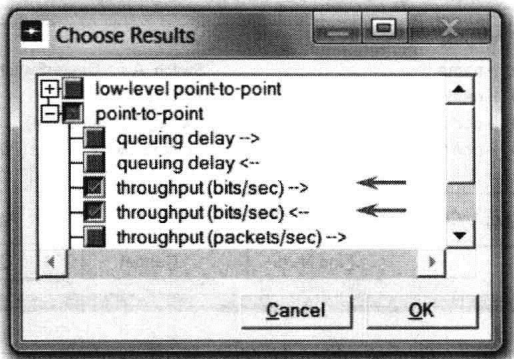 Choose Results
low-level point-to-point
point-to-point
queuing delay -->
queuing delay <--
throughput (bits/sec) -->
throughput (bits/sec) <--
throughput (packets/sec) -->
Cancel OK